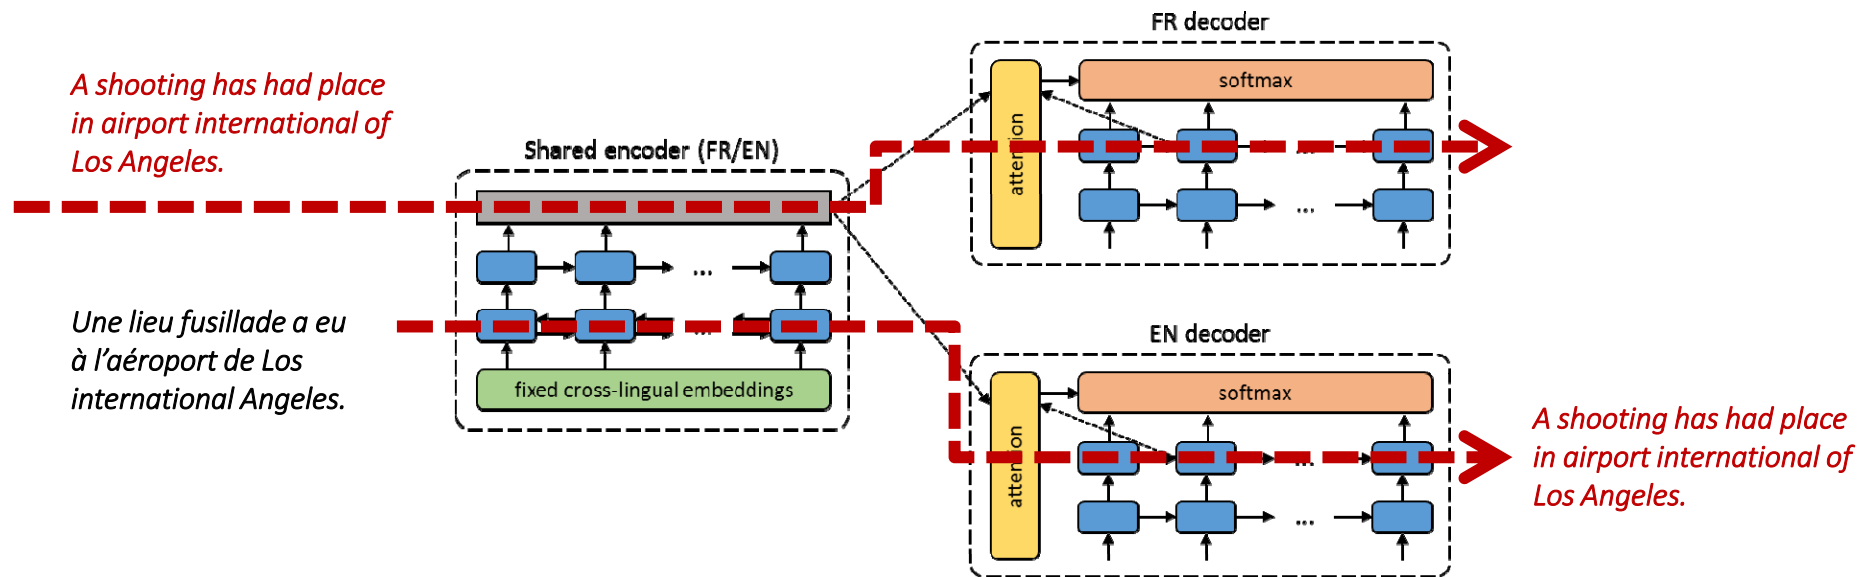 A shooting has had place
in airport international of
Los Angeles.
Une lieu fusillade a eu
à l'aéroport de Los
international Angeles.
Shared encoder (FR/EN)
...
...
fixed cross-lingual embeddings
FR decoder
attention
softmax
...
...
EN decoder
attention
softmax
...
...
A shooting has had place
in airport international of
Los Angeles.